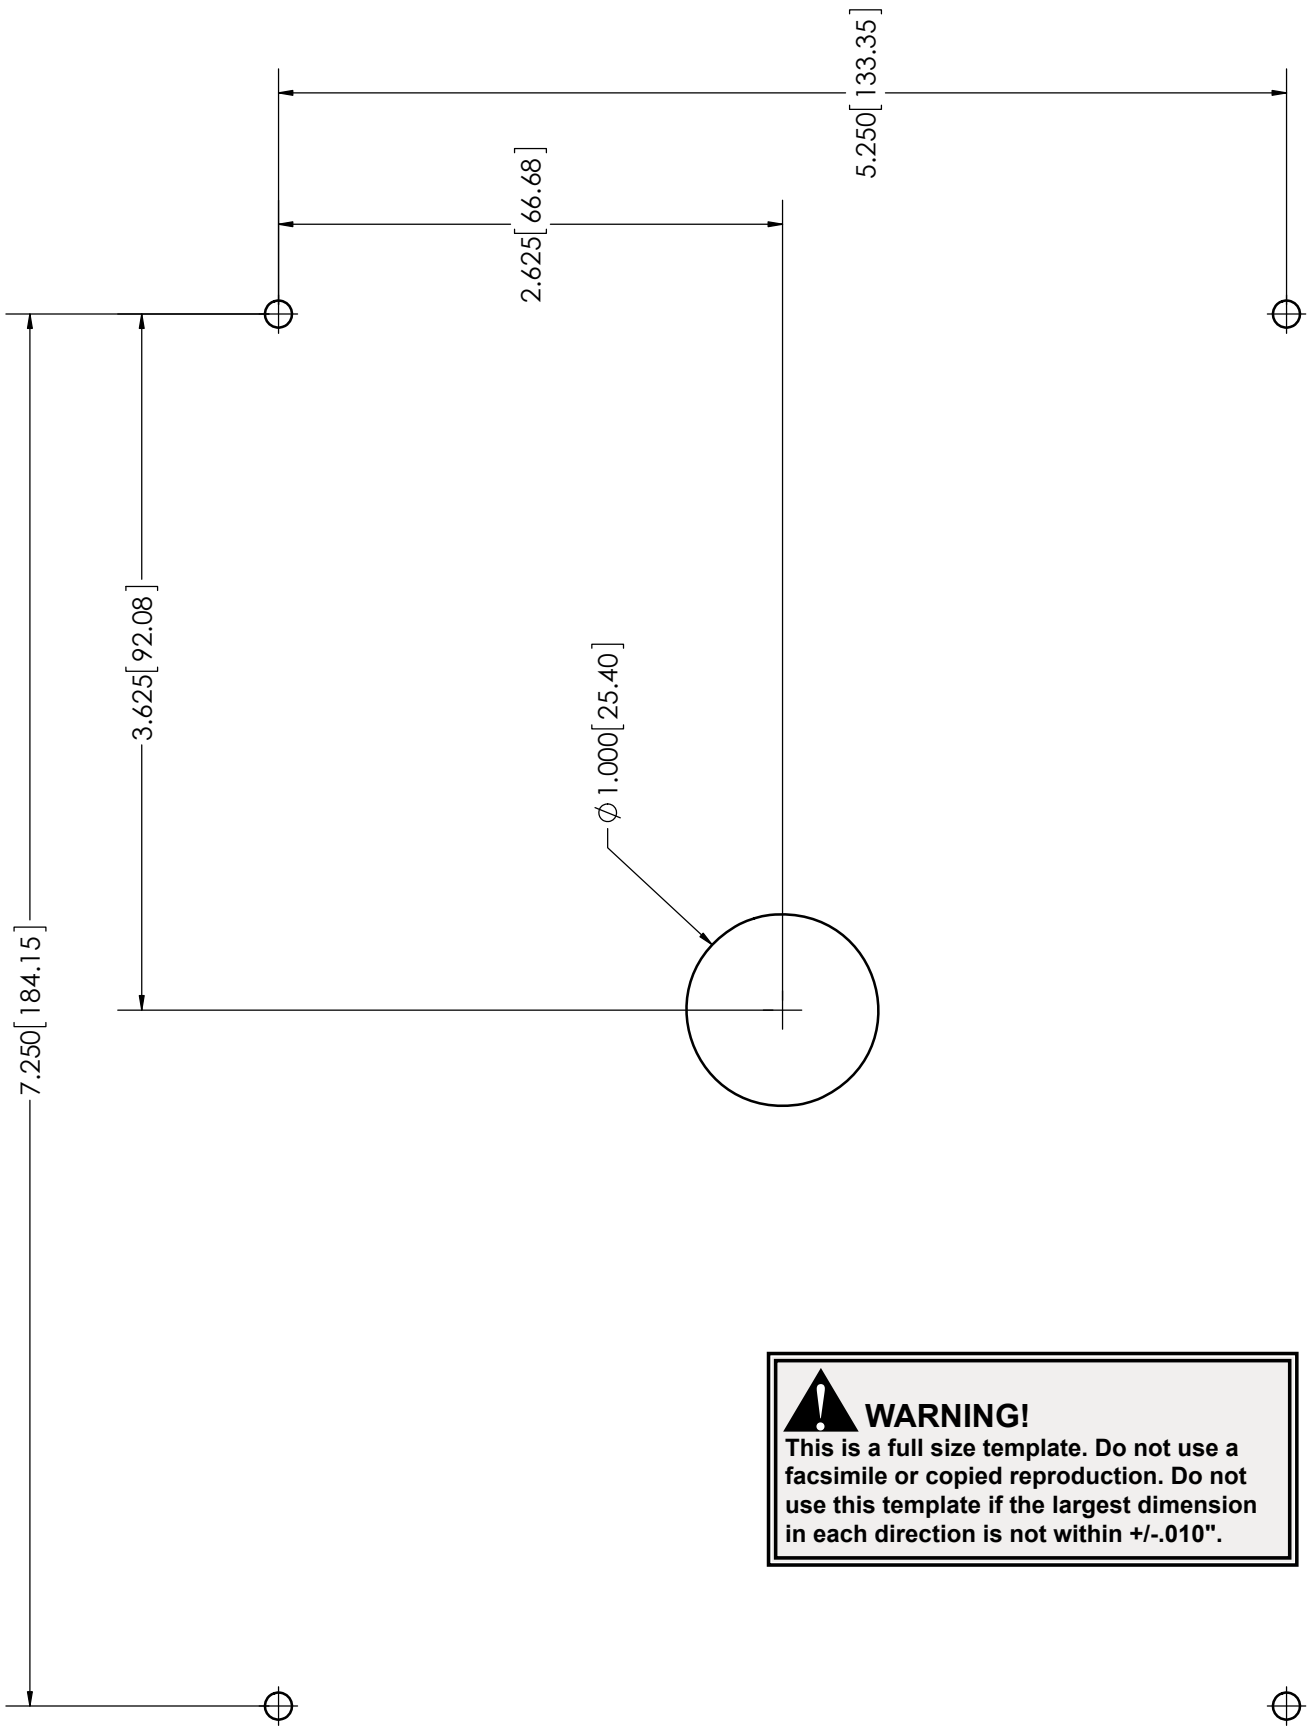 5.250[133.35]
2.625[66.68]
3.625[92.08]
⌀1.000[25.40]
7.250[184.15]
WARNING!
This is a full size template. Do not use a
facsimile or copied reproduction. Do not
use this template if the largest dimension
in each direction is not within +/-.010".